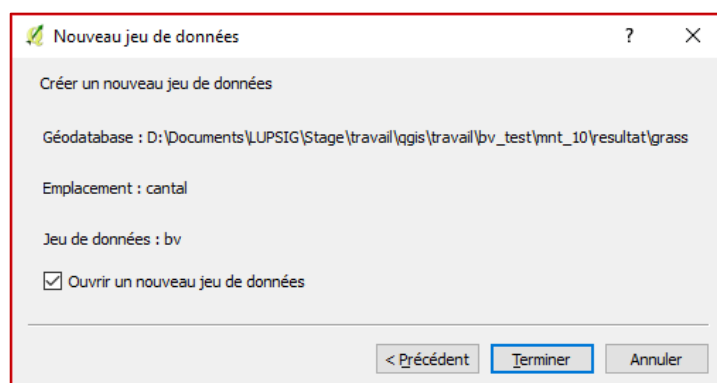 Nouveau jeu de données
?
Créer un nouveau jeu de données
Géodatabase : D:\Documents\LUPSIG\Stage\travail\qgis\travail\bv_test\mnt_10\resultat\grass
Emplacement : cantal
Jeu de données : bv
Ouvrir un nouveau jeu de données
< Précédent Terminer Annuler